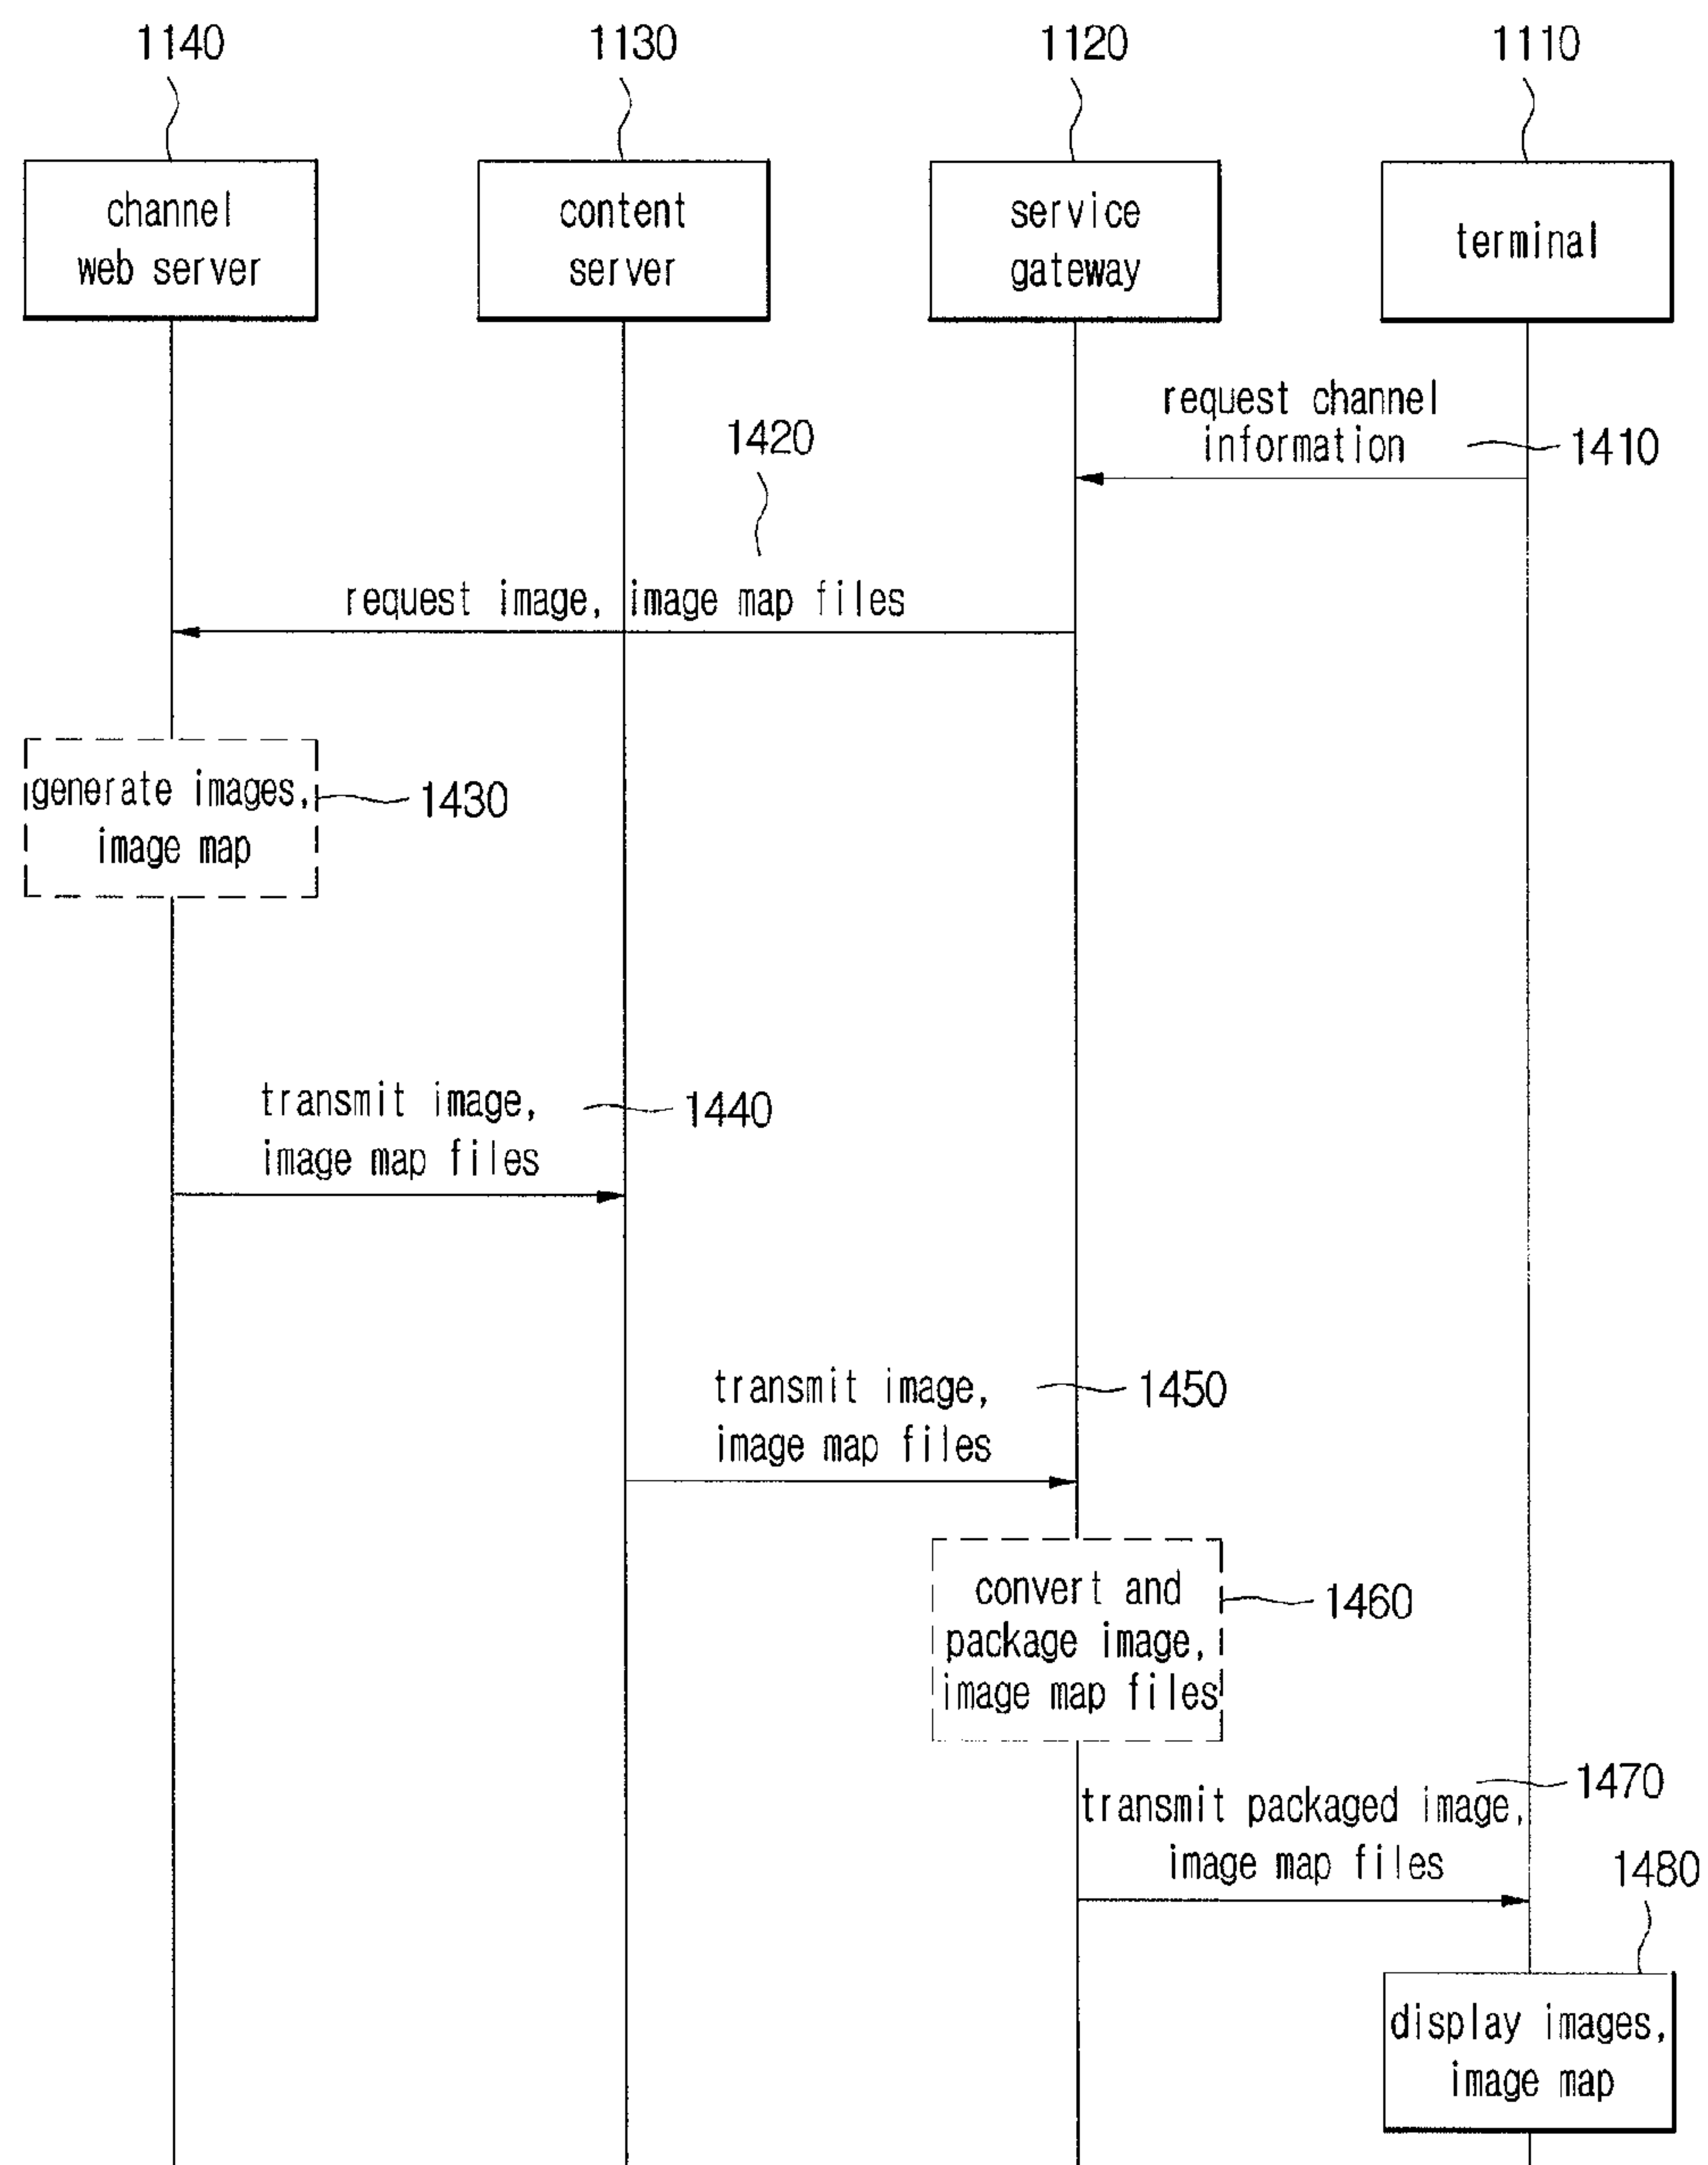 1140
1130
1120
1110
channel
web server
content
server
service
gateway
terminal
request channel
information
1410
1420
request image, image map files
generate images,
image map
1430
transmit image,
image map files
1440
transmit image,
image map files
1450
convert and
package image,
image map files
1460
transmit packaged image,
image map files
1470
1480
display images,
image map